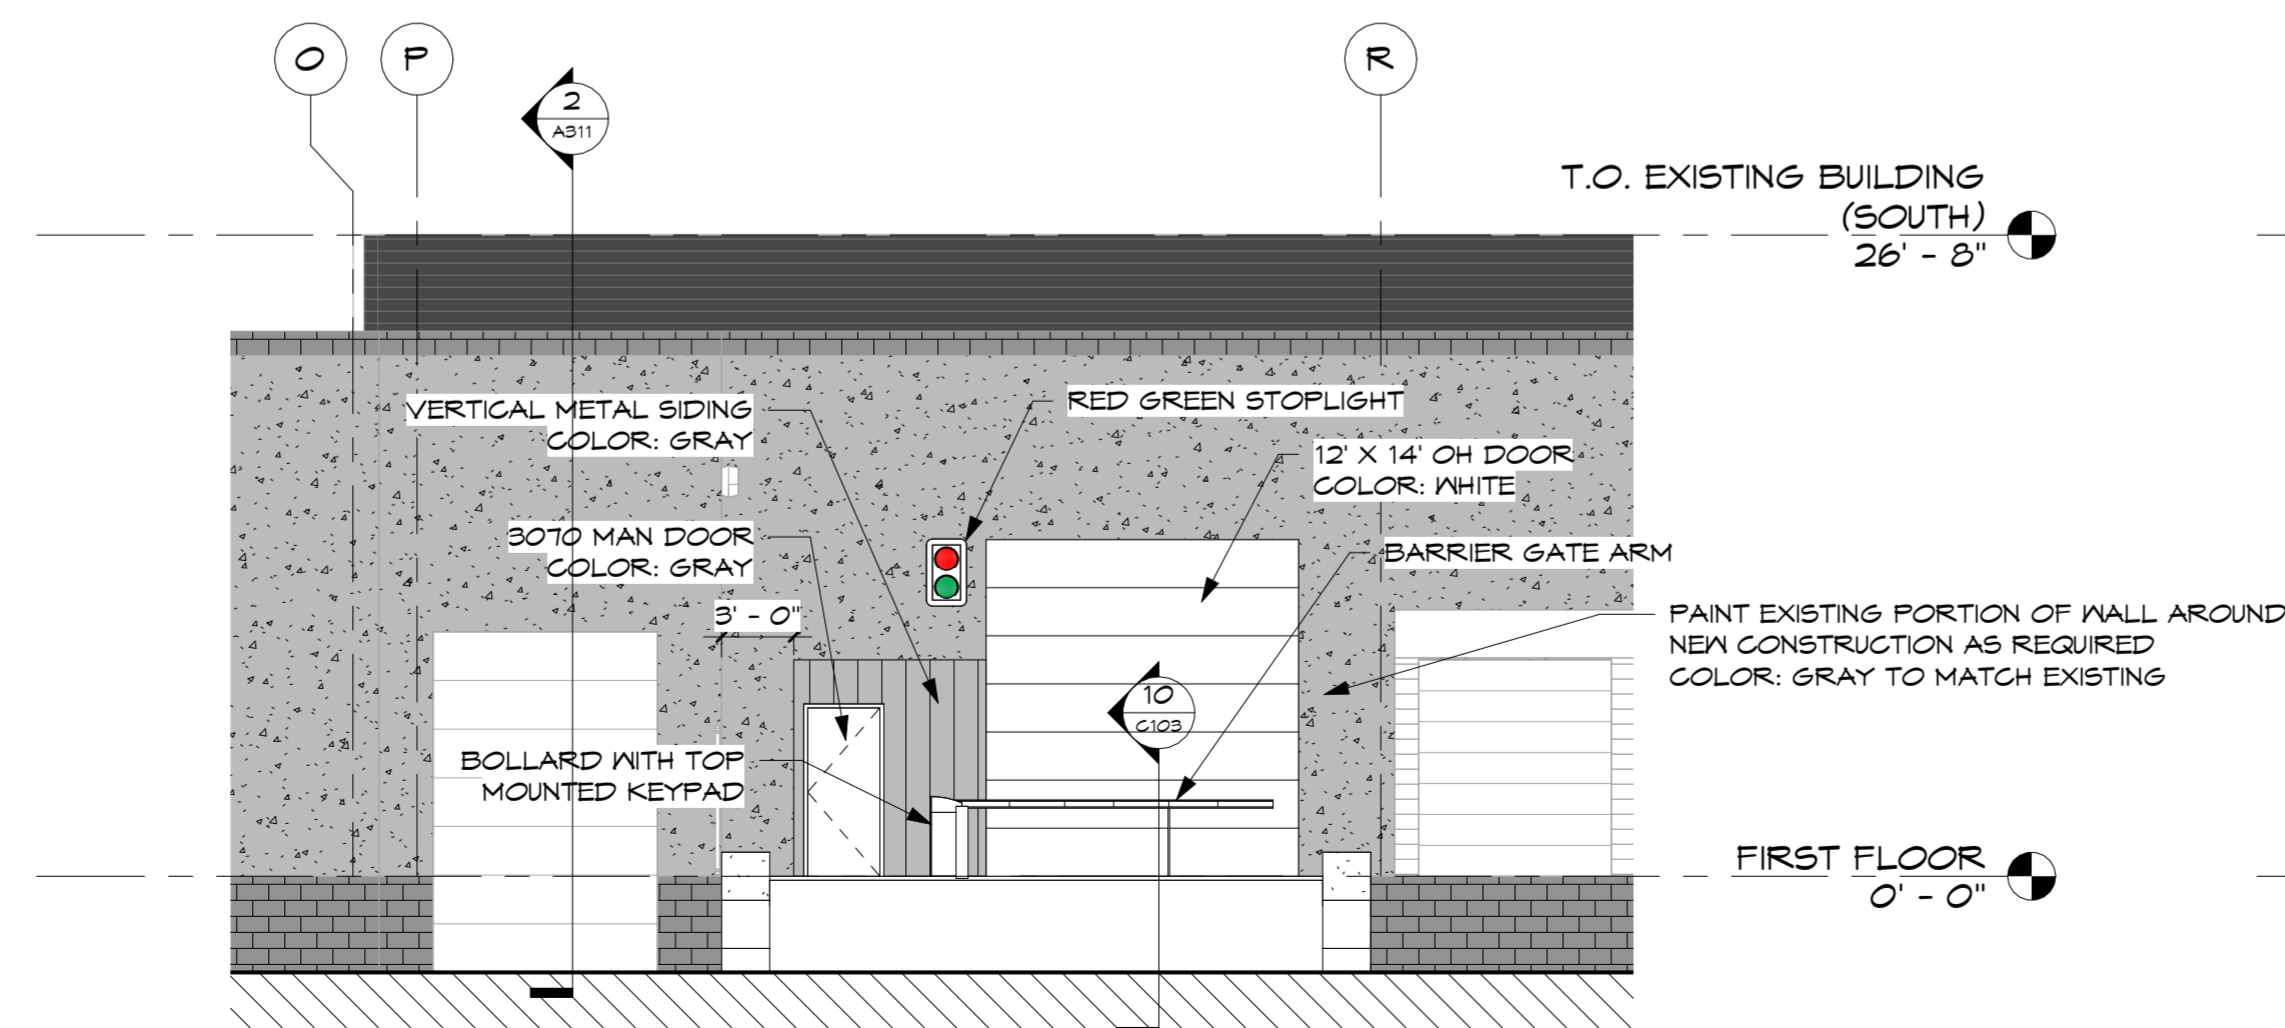 O
P
R
2
A311
T.O. EXISTING BUILDING
(SOUTH)
26' - 8"
VERTICAL METAL SIDING
COLOR: GRAY
RED GREEN STOPLIGHT
12' X 14' OH DOOR
COLOR: WHITE
3070 MAN DOOR
COLOR: GRAY
BARRIER GATE ARM
3' - 0"
PAINT EXISTING PORTION OF WALL AROUND
NEW CONSTRUCTION AS REQUIRED
COLOR: GRAY TO MATCH EXISTING
10
C103
BOLLARD WITH TOP
MOUNTED KEYPAD
FIRST FLOOR
0' - 0"